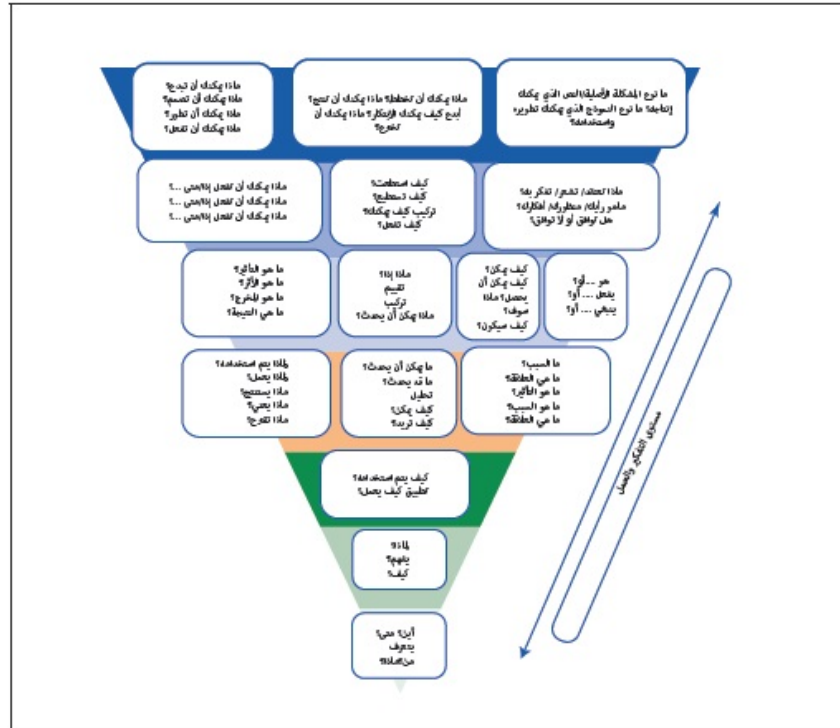 ما نوع المشكلة الأصلية/النص الذي يمكنك
إنتاجه؟ ما نوع النموذج الذي يمكنك تطويره
واستخدامه؟
ماذا يمكنك أن تخطط؟ ماذا يمكنك أن تنتج؟
أبدع كيف يمكنك الابتكار؟ ماذا يمكنك أن
تخترع؟
ماذا يمكنك أن تبدع؟
ماذا يمكنك أن تصمم؟
ماذا يمكنك أن تطور؟
ماذا يمكنك أن تفعل؟
ماذا تعتقد/ تشعر/ تفكر به؟
ماهو رأيك/ منظورك/ أفكارك؟
هل توافق أو لا توافق؟
كيف استطعت؟
كيف تستطيع؟
تركيب كيف يمكنك؟
كيف تفعل؟
ماذا يمكنك أن تفعل إذا/متى ...؟
ماذا يمكنك أن تفعل إذا/متى ...؟
ماذا يمكنك أن تفعل إذا/متى ...؟
هو ... أو؟
يفعل ... أو؟
ينبغي ... أو؟
كيف يمكن؟
كيف يمكن أن
يحصل؟ ماذا
سوف؟
كيف سيكون؟
ماذا إذا؟
تقييم
تركيب
ماذا يمكن أن يحدث؟
ما هو التأثير؟
ما هو الأثر؟
ما هو المخرج؟
ما هي النتيجة؟
ما السبب؟
ما هي العلاقة؟
ما هو التأثير؟
ما هو السبب؟
ما هي العلاقة؟
ما يمكن أن يحدث؟
ما قد يحدث؟
تحليل
كيف يمكن؟
كيف تريد؟
لماذا يتم استخدامه؟
لماذا يعمل؟
ماذا يستنتج؟
ماذا يعني؟
ماذا تقترح؟
كيف يتم استخدامه؟
تطبيق كيف يعمل؟
لماذا؟
يفهم؟
كيف؟
أين؟ متى؟
يتعرف
من؟ماذا؟
مستوى التفكير والعمل